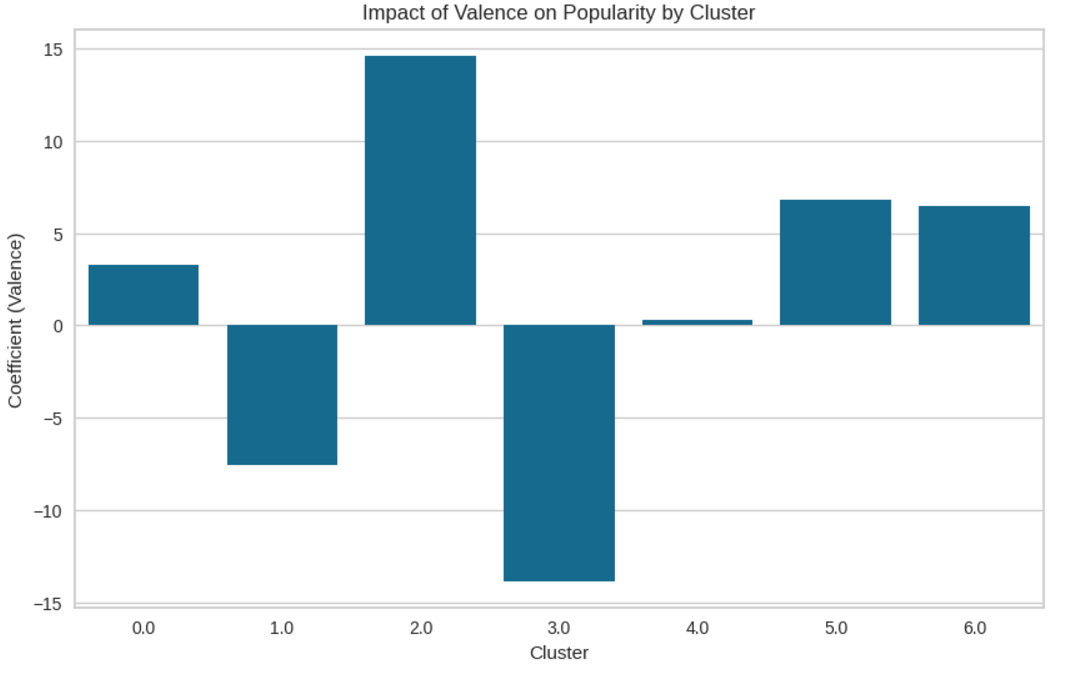 Impact of Valence on Popularity by Cluster
15
10
5
0
−5
−10
−15
Coefficient (Valence)
0.0 1.0 2.0 3.0 4.0 5.0 6.0
Cluster